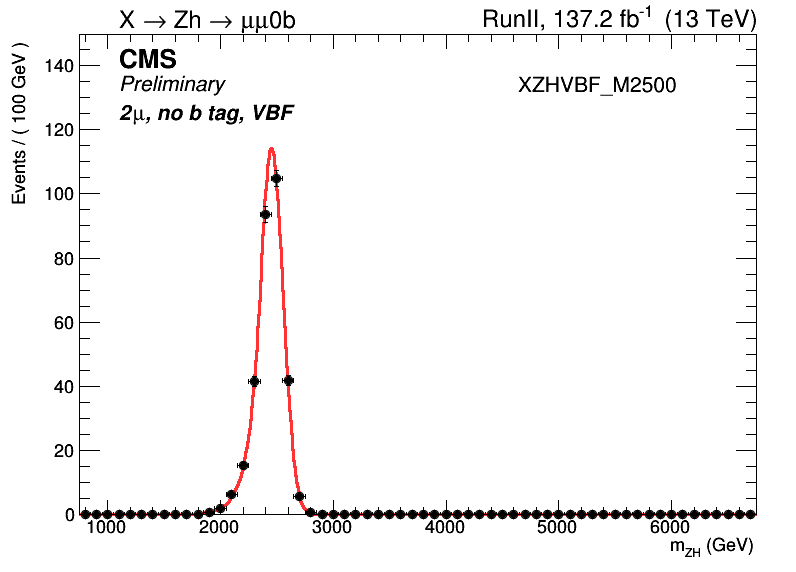 X → Zh → μμ0b
RunII, 137.2 fb⁻¹ (13 TeV)
CMS
Preliminary
2μ, no b tag, VBF
XZHVBF_M2500
Events / ( 100 GeV )
140
120
100
80
60
40
20
0
1000 2000 3000 4000 5000 6000
m_ZH (GeV)